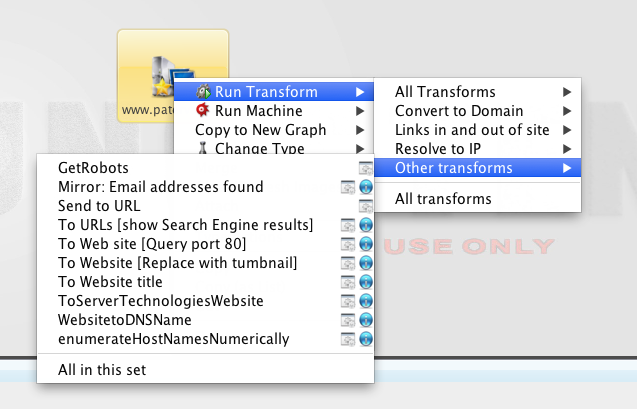 www.pate
Run Transform
Run Machine
Copy to New Graph
Change Type
All Transforms
Convert to Domain
Links in and out of site
Resolve to IP
Other transforms
All transforms
GetRobots
Mirror: Email addresses found
Send to URL
To URLs [show Search Engine results]
To Web site [Query port 80]
To Website [Replace with tumbnail]
To Website title
ToServerTechnologiesWebsite
WebsitetoDNSName
enumerateHostNamesNumerically
All in this set
USE ONLY